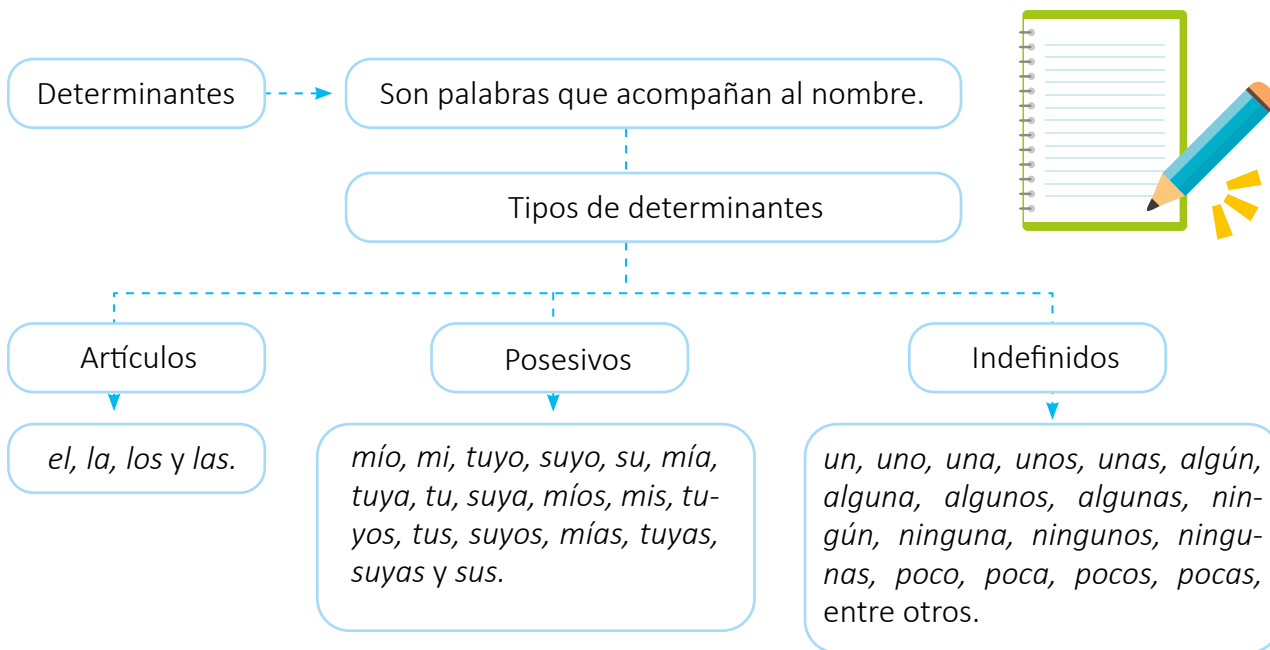 Determinantes
Son palabras que acompañan al nombre.
Tipos de determinantes
Artículos
el, la, los y las.
Posesivos
mío, mi, tuyo, suyo, su, mía,
tuya, tu, suya, míos, mis, tu-
yos, tus, suyos, mías, tuyas,
suyas y sus.
Indefinidos
un, uno, una, unos, unas, algún,
alguna, algunos, algunas, nin-
gún, ninguna, ningunos, ningu-
nas, poco, poca, pocos, pocas,
entre otros.